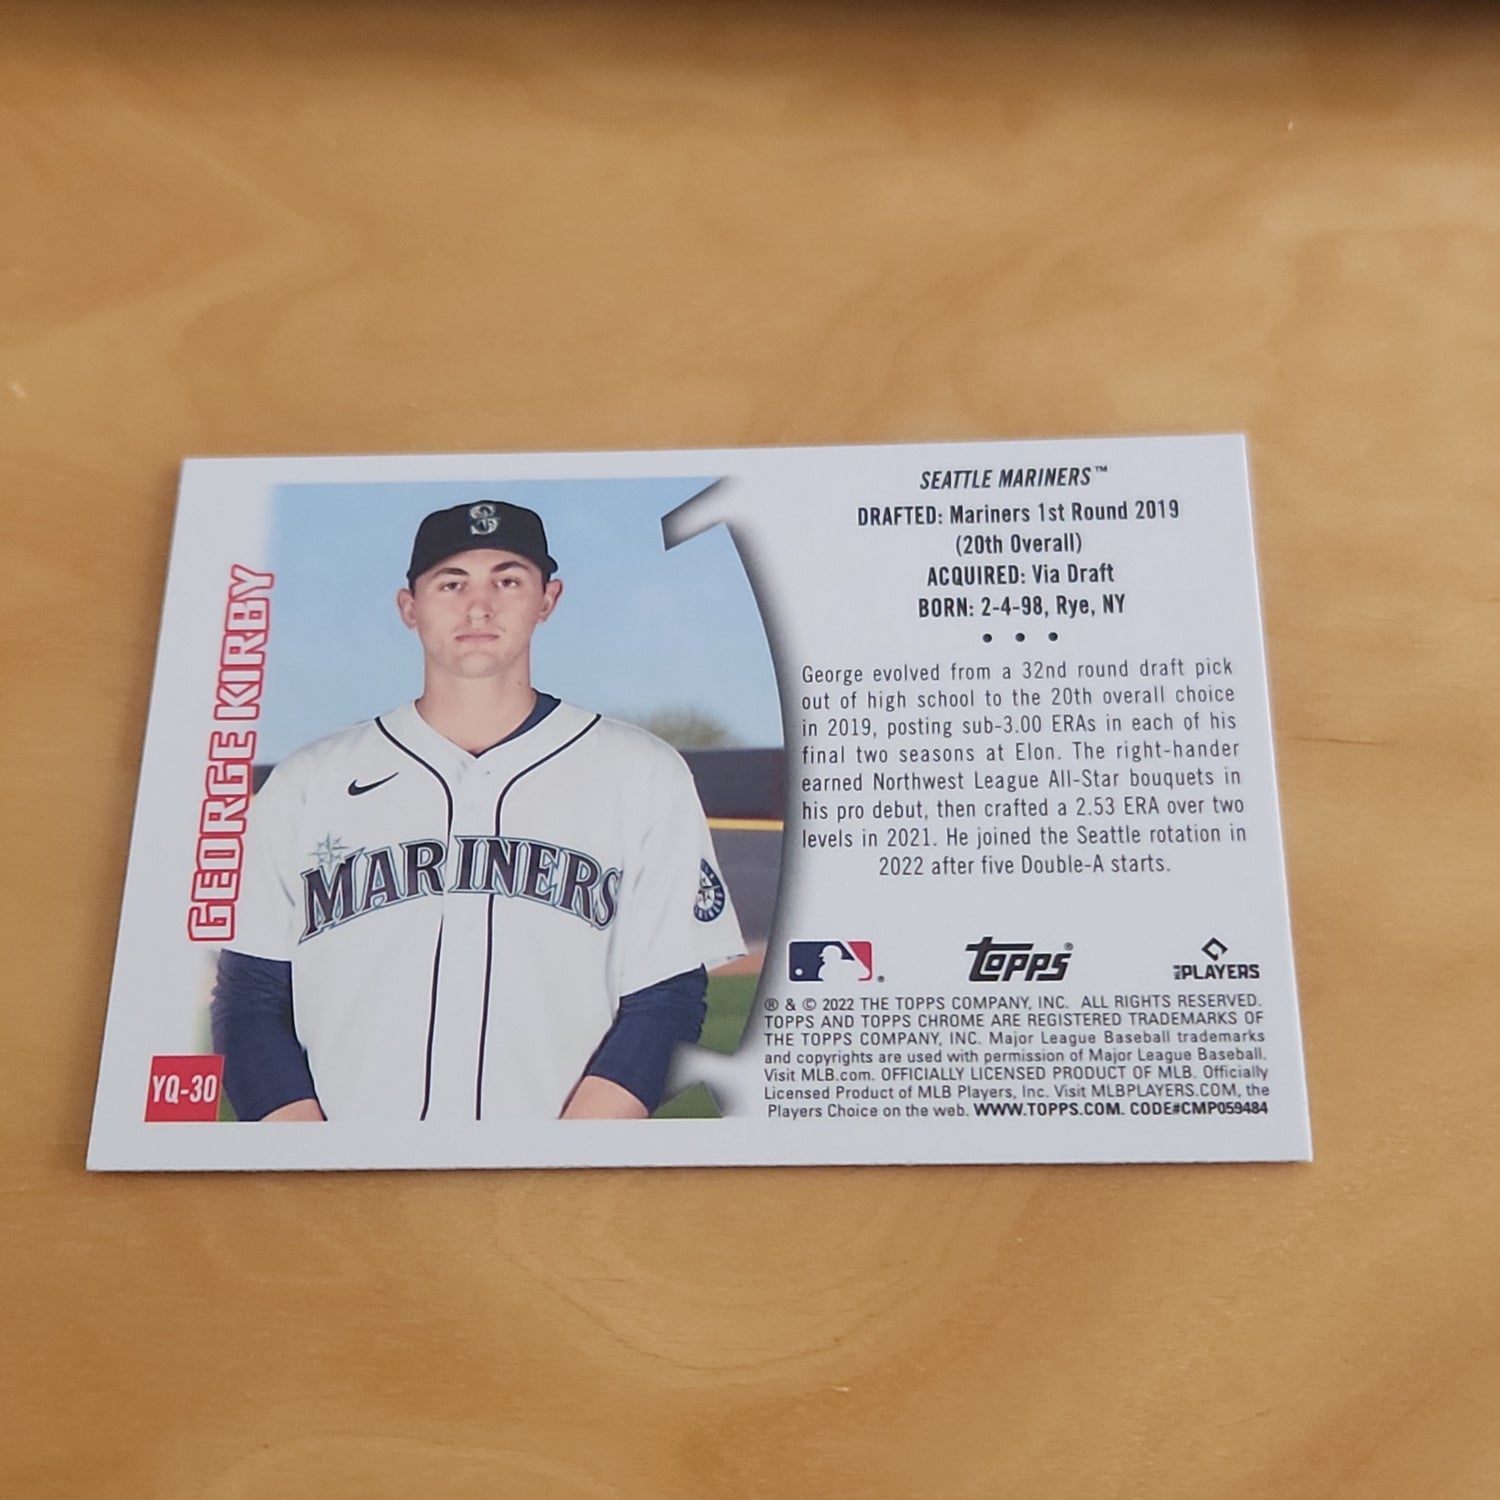 GEORGE KIRBY
S
MARINERS
YQ-30
SEATTLE MARINERS™
DRAFTED: Mariners 1st Round 2019
(20th Overall)
ACQUIRED: Via Draft
BORN: 2-4-98, Rye, NY
• • •
George evolved from a 32nd round draft pick
out of high school to the 20th overall choice
in 2019, posting sub-3.00 ERAs in each of his
final two seasons at Elon. The right-hander
earned Northwest League All-Star bouquets in
his pro debut, then crafted a 2.53 ERA over two
levels in 2021. He joined the Seattle rotation in
2022 after five Double-A starts.
topps®
PLAYERS
® & © 2022 THE TOPPS COMPANY, INC. ALL RIGHTS RESERVED.
TOPPS AND TOPPS CHROME ARE REGISTERED TRADEMARKS OF
THE TOPPS COMPANY, INC. Major League Baseball trademarks
and copyrights are used with permission of Major League Baseball.
Visit MLB.com. OFFICIALLY LICENSED PRODUCT OF MLB. Officially
Licensed Product of MLB Players, Inc. Visit MLBPLAYERS.COM, the
Players Choice on the web. WWW.TOPPS.COM. CODE#CMP059484